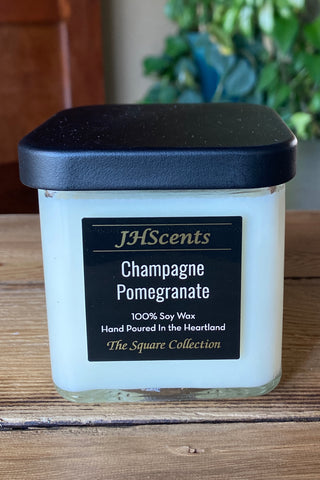 JHScents
Champagne
Pomegranate
100% Soy Wax
Hand Poured In the Heartland
The Square Collection